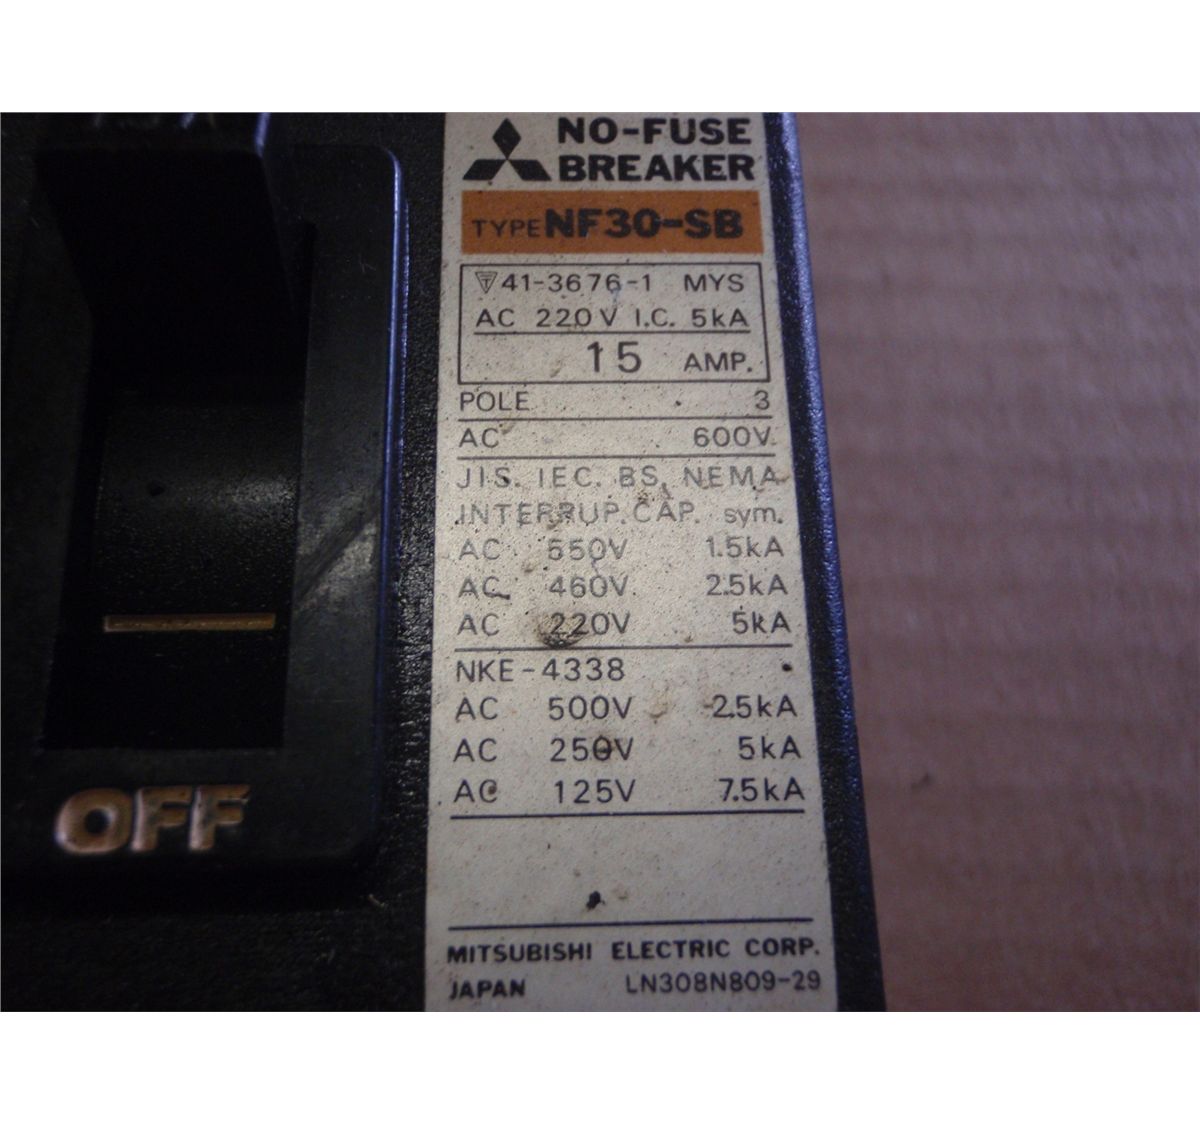 NO-FUSE
BREAKER
TYPE NF30-SB
41-3676-1 MYS
AC 220V I.C. 5kA
15 AMP.
POLE 3
AC 600V
JIS. IEC. BS. NEMA
INTERRUP. CAP. sym.
AC 550V 1.5kA
AC 460V 2.5kA
AC 220V 5kA
NKE-4338
AC 500V 2.5kA
AC 250V 5kA
AC 125V 7.5kA
MITSUBISHI ELECTRIC CORP.
JAPAN LN308N809-29
OFF